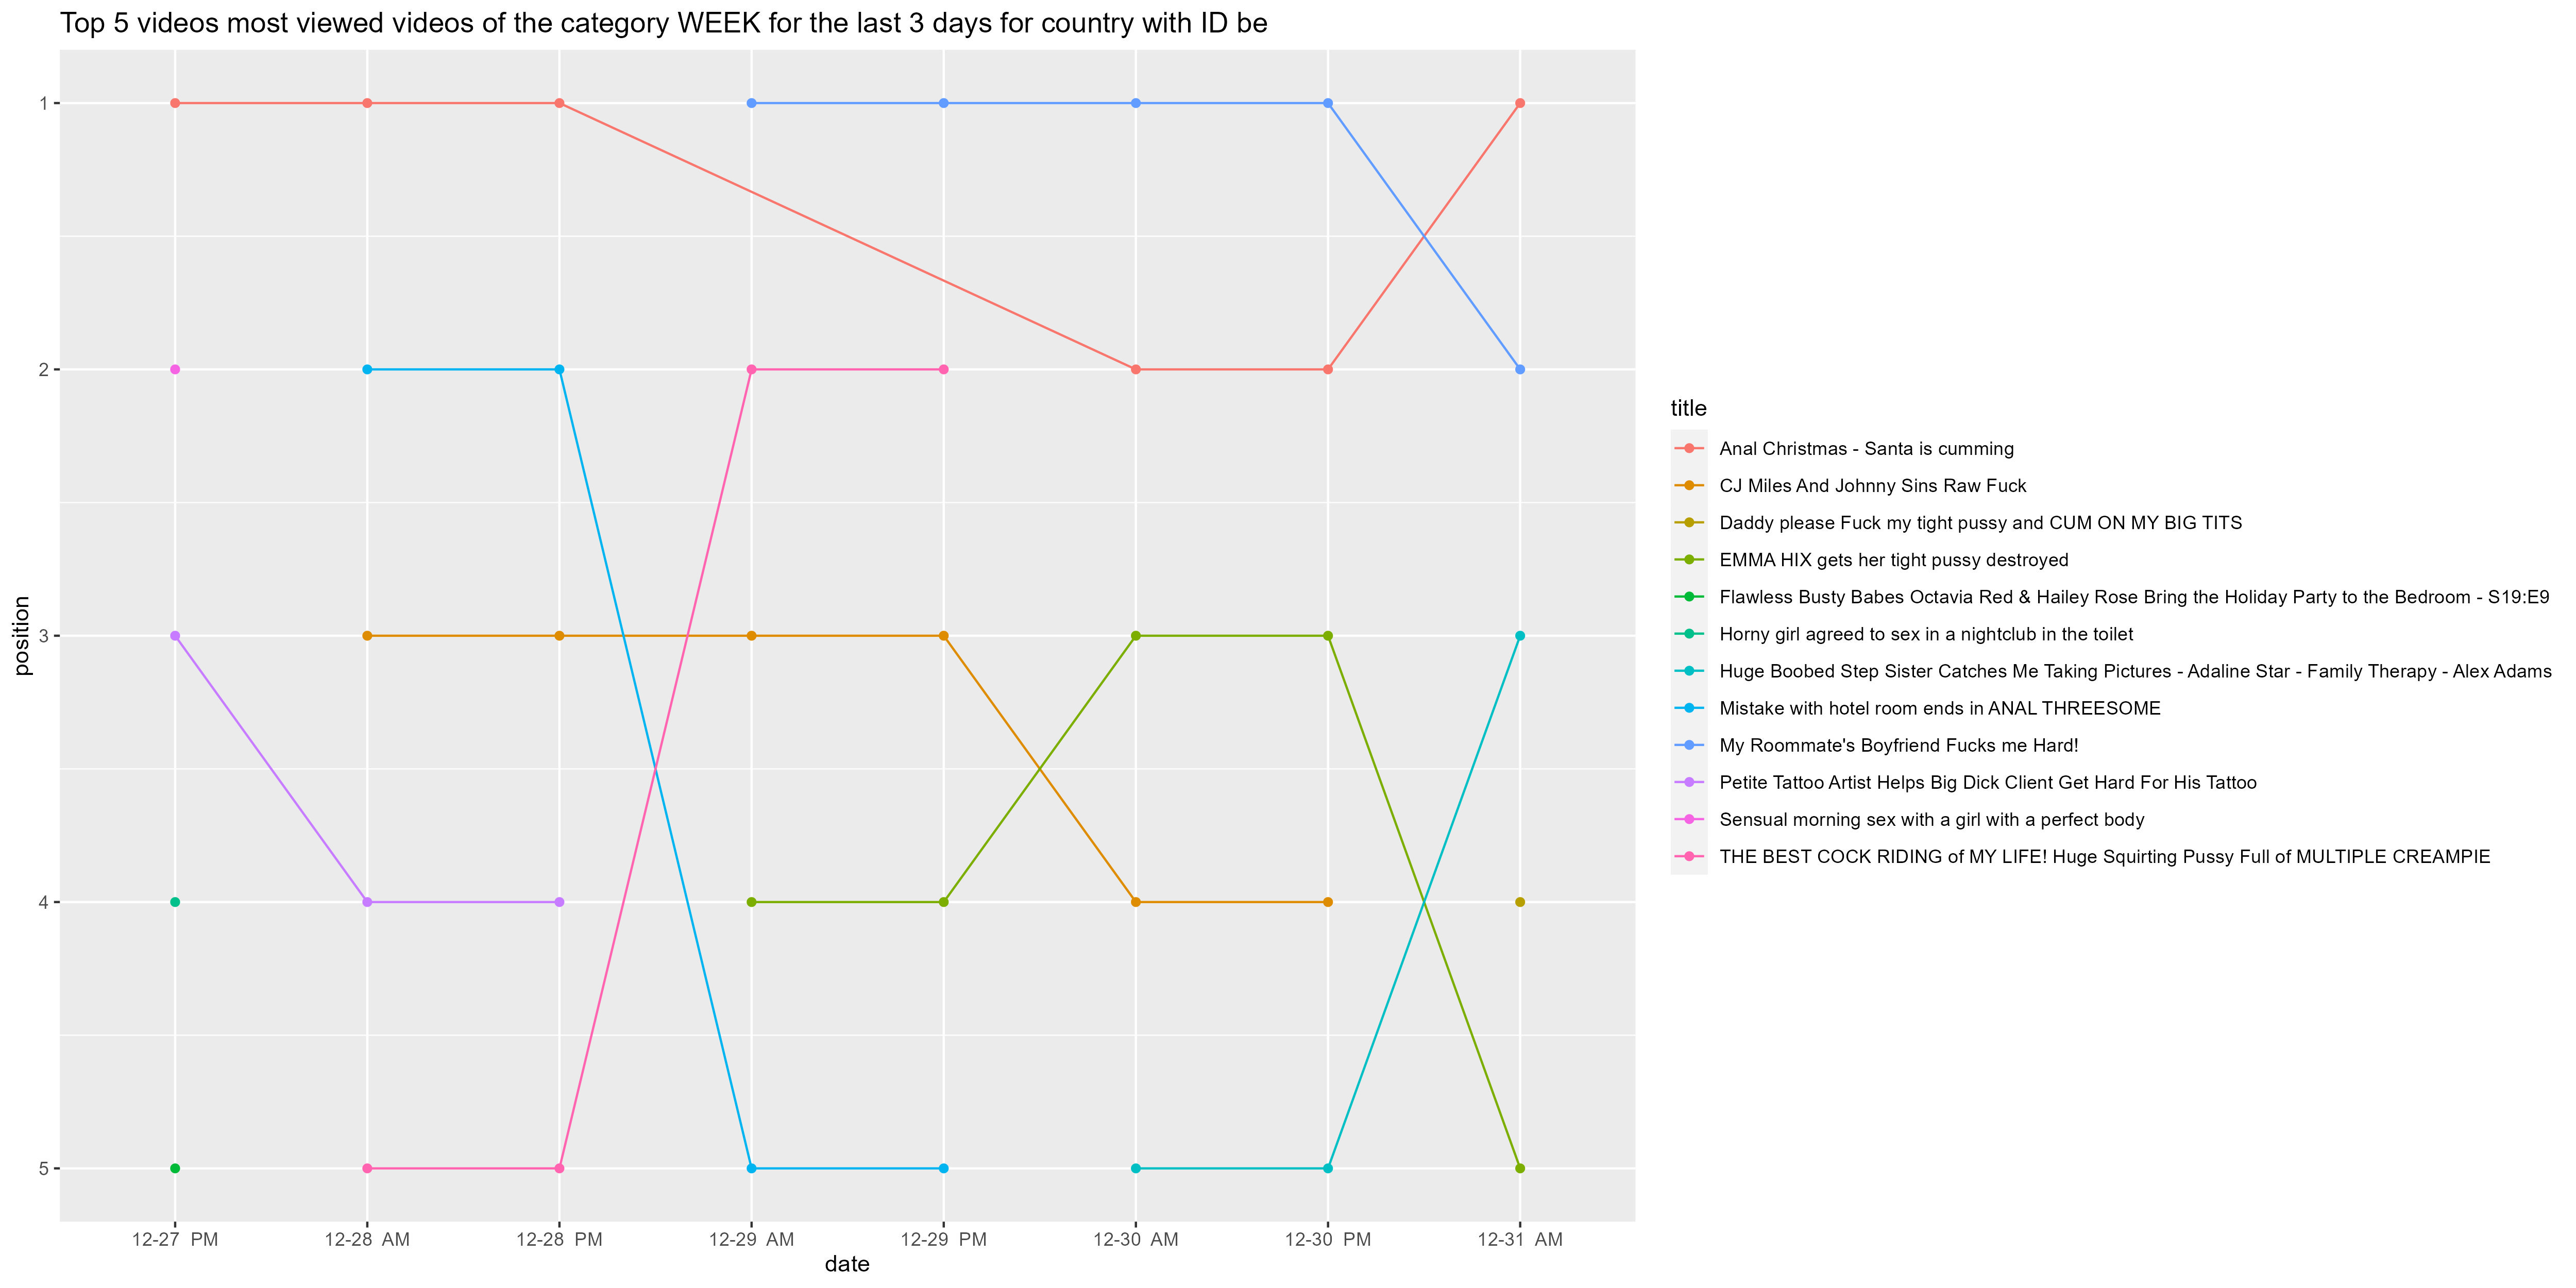 Top 5 videos most viewed videos of the category WEEK for the last 3 days for country with ID be
1
2
3
4
5
position
12-27 PM
12-28 AM
12-28 PM
12-29 AM
12-29 PM
12-30 AM
12-30 PM
12-31 AM
date
title
Anal Christmas - Santa is cumming
CJ Miles And Johnny Sins Raw Fuck
Daddy please Fuck my tight pussy and CUM ON MY BIG TITS
EMMA HIX gets her tight pussy destroyed
Flawless Busty Babes Octavia Red & Hailey Rose Bring the Holiday Party to the Bedroom - S19:E9
Horny girl agreed to sex in a nightclub in the toilet
Huge Boobed Step Sister Catches Me Taking Pictures - Adaline Star - Family Therapy - Alex Adams
Mistake with hotel room ends in ANAL THREESOME
My Roommate's Boyfriend Fucks me Hard!
Petite Tattoo Artist Helps Big Dick Client Get Hard For His Tattoo
Sensual morning sex with a girl with a perfect body
THE BEST COCK RIDING of MY LIFE! Huge Squirting Pussy Full of MULTIPLE CREAMPIE